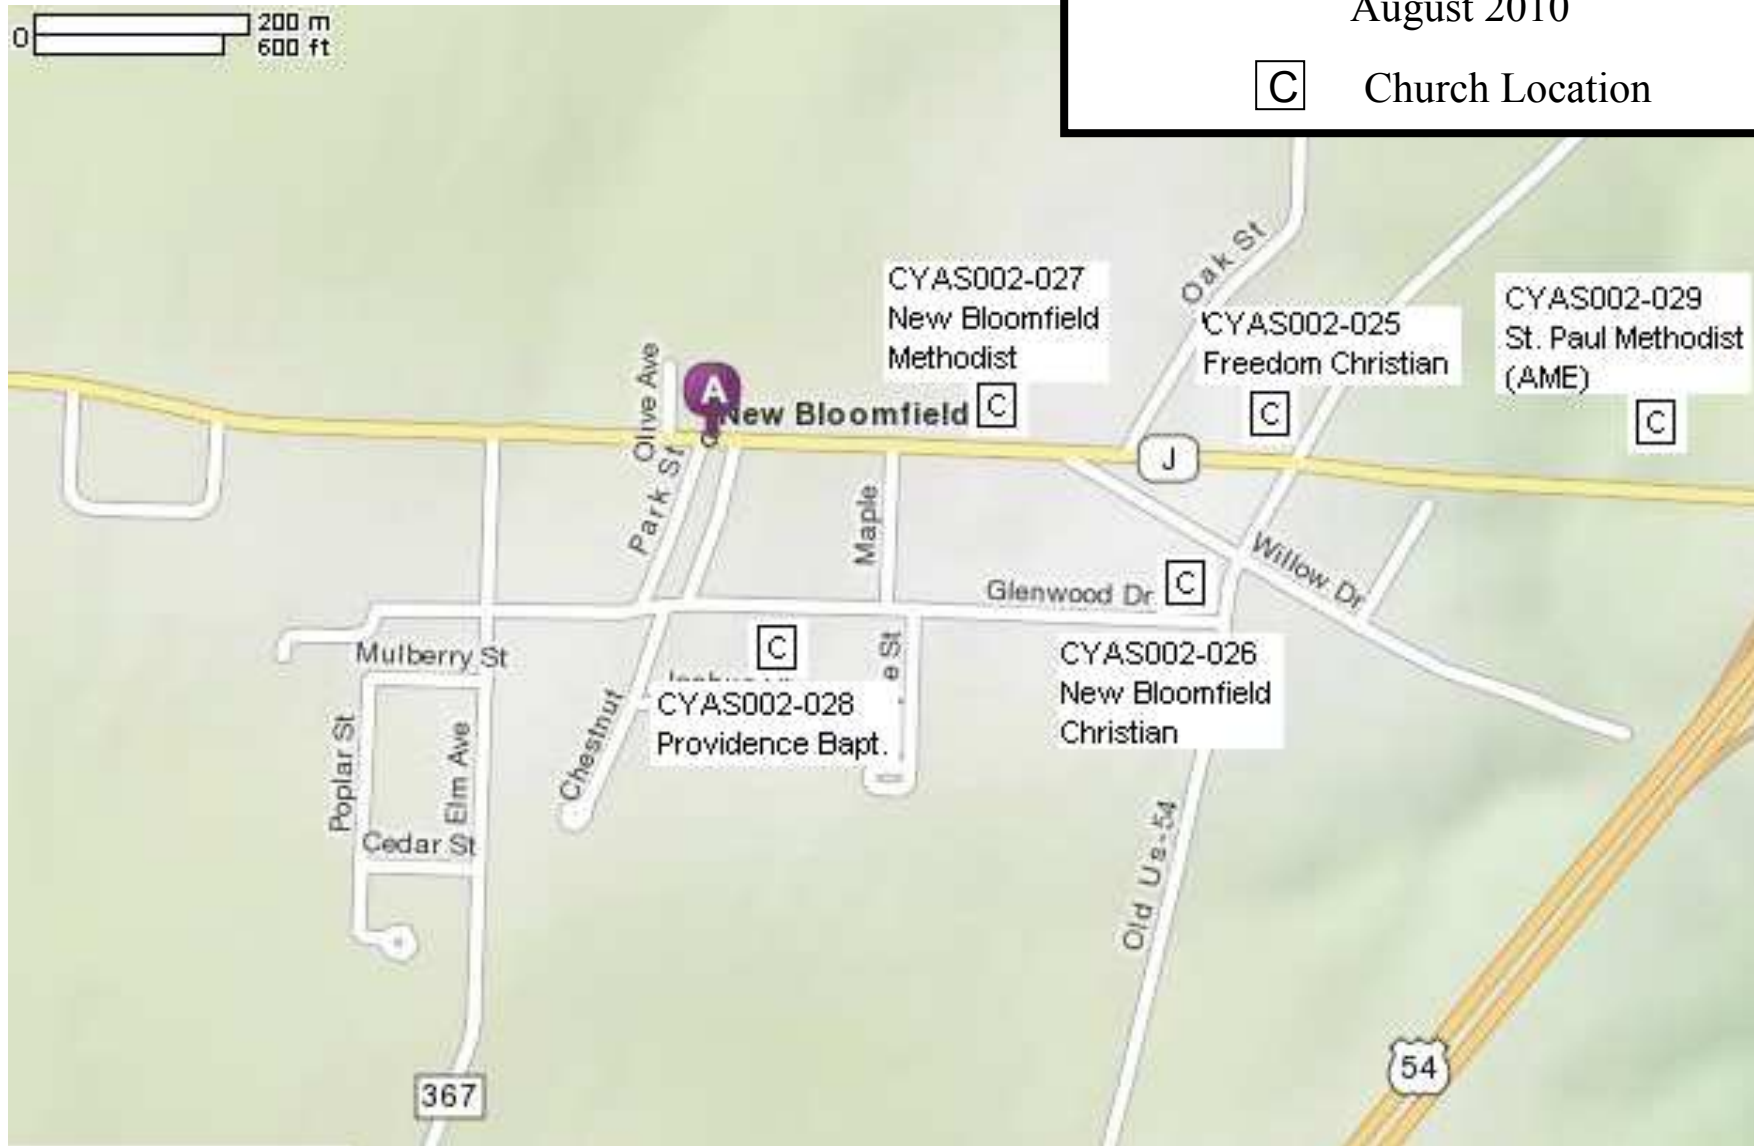 200 m
0
600 ft
August 2010
C Church Location
Oak St
CYAS002-027
New Bloomfield
Methodist
C
CYAS002-025
Freedom Christian
C
CYAS002-029
St. Paul Methodist
(AME)
C
Olive Ave
A
New Bloomfield
J
Park St
Maple
Willow Dr
Glenwood Dr
C
Mulberry St
C
e St
CYAS002-028
Providence Bapt.
CYAS002-026
New Bloomfield
Christian
Chestnut
Poplar St
Elm Ave
Cedar St
Old Us-54
54
367